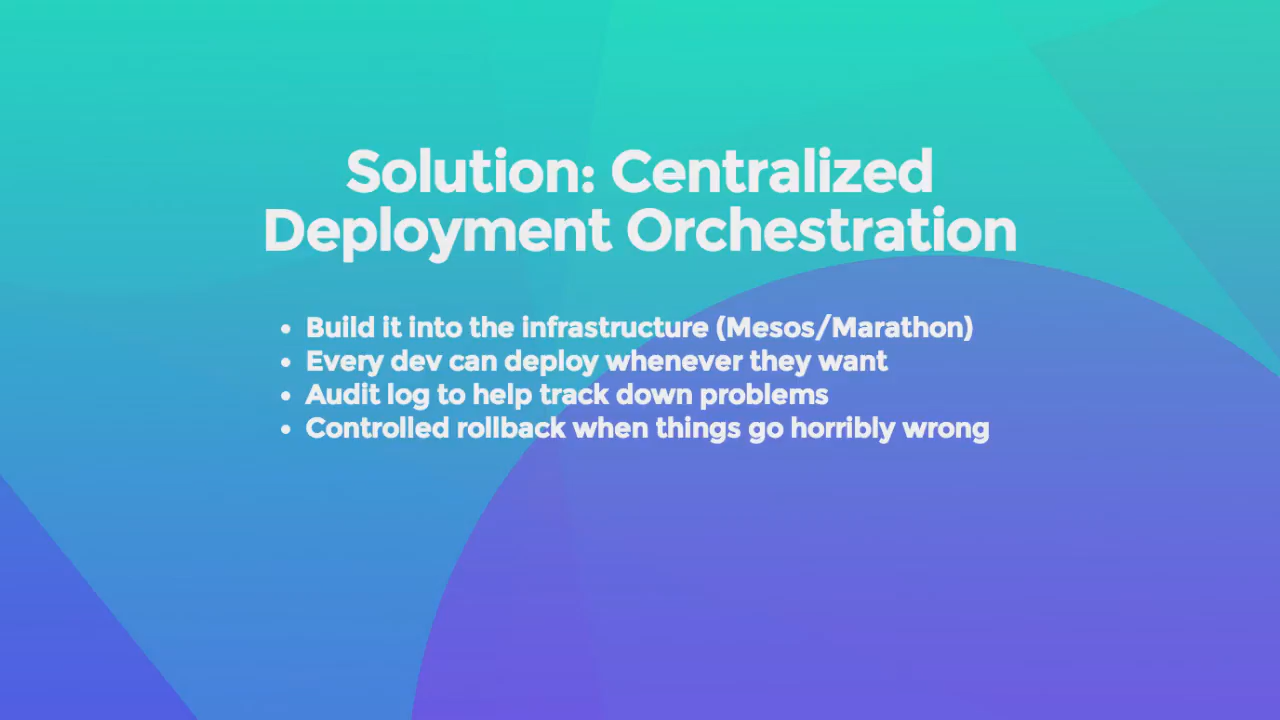 Solution: Centralized
Deployment Orchestration
• Build it into the infrastructure (Mesos/Marathon)
• Every dev can deploy whenever they want
• Audit log to help track down problems
• Controlled rollback when things go horribly wrong